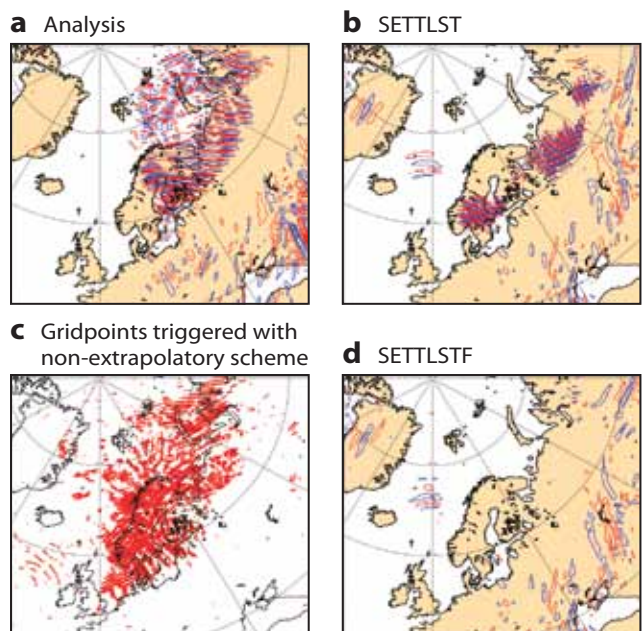 a Analysis
b SETTLST
c Gridpoints triggered with
non-extrapolatory scheme
d SETTLSTF